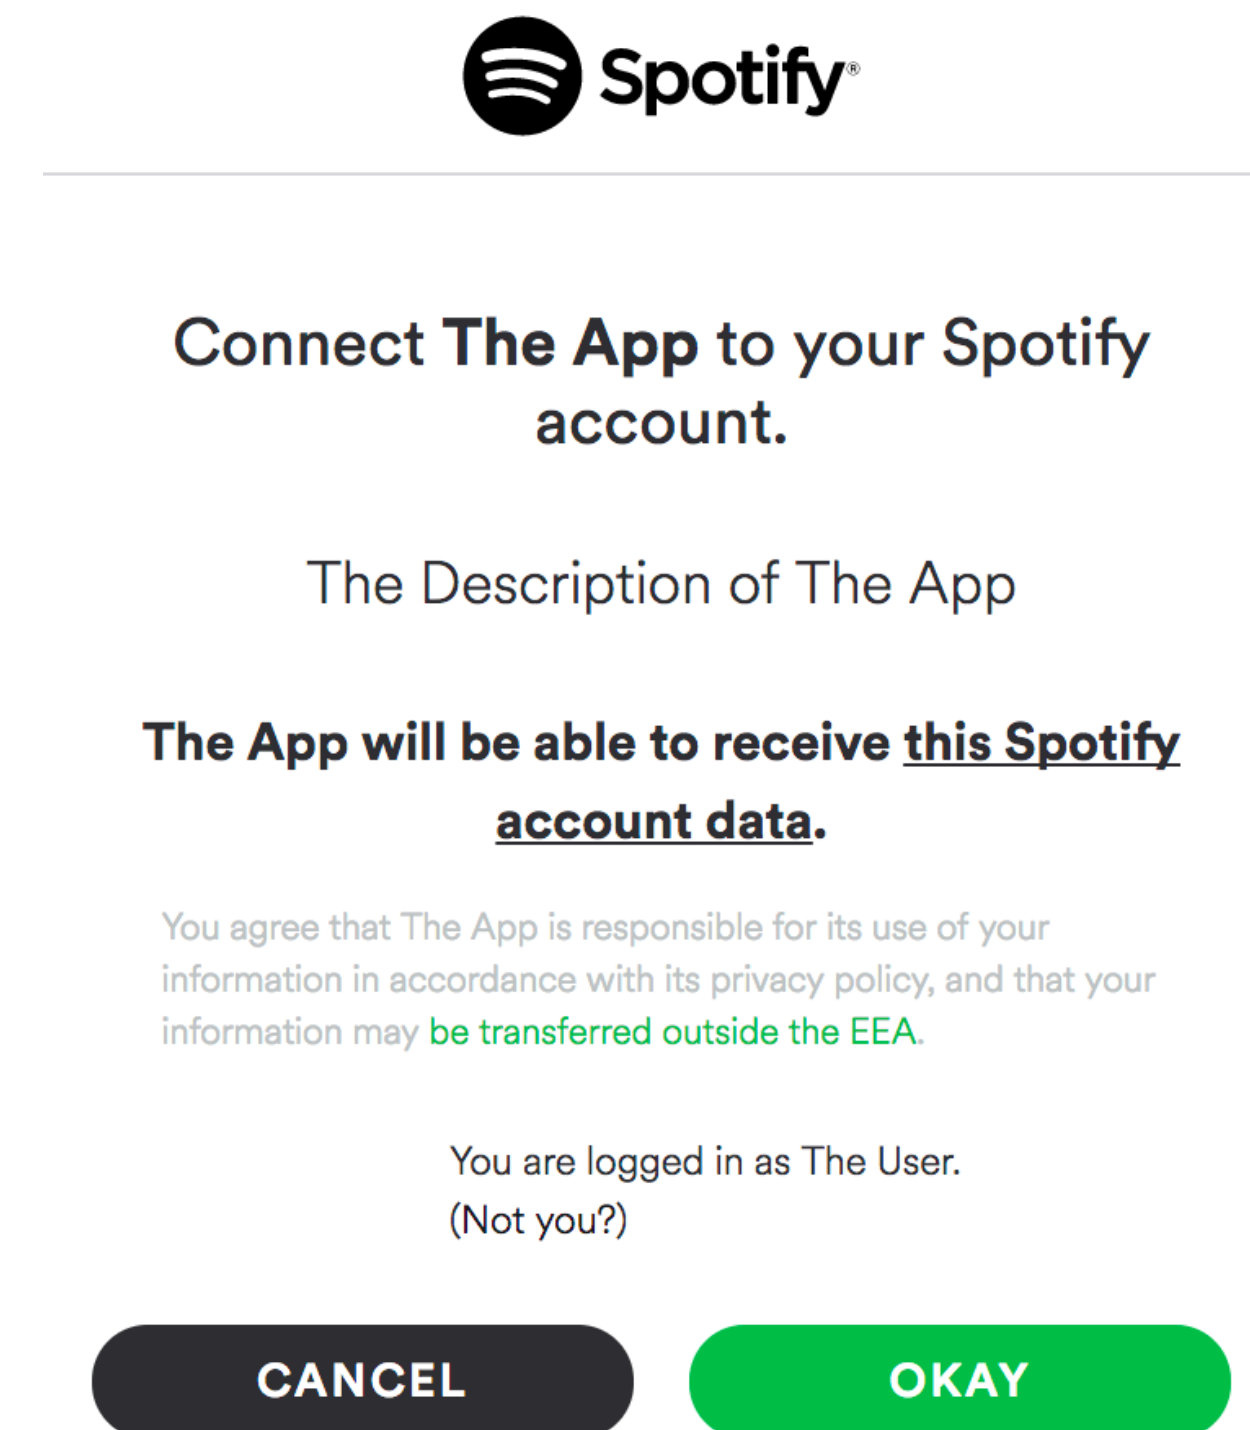 Spotify®
Connect The App to your Spotify
account.
The Description of The App
The App will be able to receive this Spotify
account data.
You agree that The App is responsible for its use of your
information in accordance with its privacy policy, and that your
information may be transferred outside the EEA.
You are logged in as The User.
(Not you?)
CANCEL
OKAY